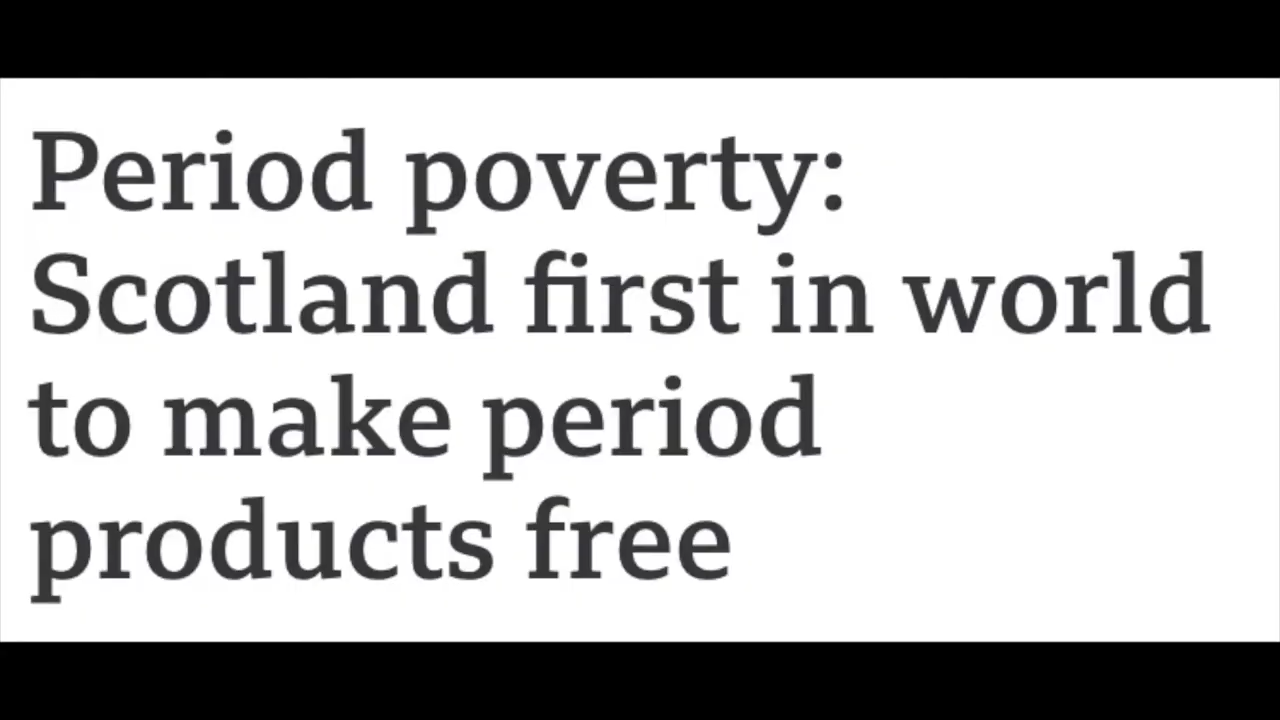 Period poverty:
Scotland first in world
to make period
products free